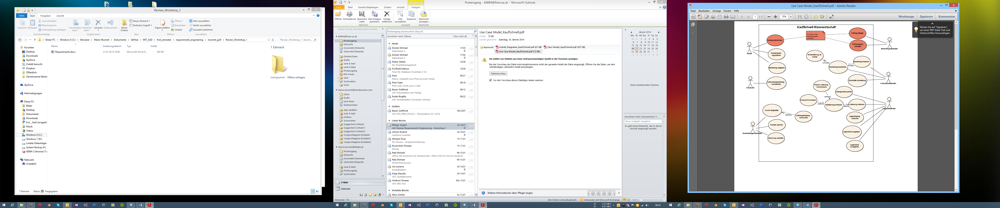 Review_Workshop_1
Datei Start Freigeben Ansicht
Kopieren Einfügen
Ausschneiden
Pfad kopieren
Verknüpfung einfügen
Zwischenablage
Verschieben nach
Kopieren nach
Löschen
Umbenennen
Organisieren
Neuer Ordner
Neues Element
Einfacher Zugriff
Neu
Eigenschaften
Öffnen
Bearbeiten
Verlauf
Öffnen
Alles auswählen
Nichts auswählen
Auswahl umkehren
Auswählen
Dieser PC Windows 8 (C:) Benutzer Mario Murrent Dokumente GitHub MIT_SAD first_semester requirements_engineering murrent_grill Review_Workshop_1
"Review_Workshop_1" durchs...
Name Änderungsdatum Typ Größe
Requirements.docx 21.01.2014 18:08 Microsoft Word D... 500 KB
Favoriten
Desktop
Downloads
SkyDrive
Zuletzt besucht
Dropbox
Öffentlich
Gemeinsamer Bereic
SkyDrive
Heimnetzgruppe
Dieser PC
Bilder
Desktop
Dokumente
Downloads
Eva _ Gerti (evagerti-
Musik
Videos
Windows 8 (C:)
Windows 7 (D:)
Lokaler Datenträger
System Backup (F:)
60894 (\\thomas11\
Netzwerk
STANDPC
1 Element
Verfügbarkeit: Offline verfügbar
1 Element Status: Freigegeben
Posteingang - 60894@fhwn.ac.at - Microsoft Outlook
Datei Start Senden/Empfangen Ordner Ansicht Anlagen
Öffnen Schnelldruck
Speichern unter
Alle Anlagen speichern
Anlage entfernen
Aktionen
Alle auswählen
Kopieren
Auswahl
Nachricht anzeigen
Nachricht
Ziehen Sie die Favoritenordner hierhin
60894@fhwn.ac.at
Posteingang
Entwürfe
Gesendete Elemente
Gelöschte Elemente
Deleted Items
Drafts
Junk E-mail
Junk-E-Mail
Postausgang
RSS-Feeds
Sent
Suchordner
Trash
mario.murrent@windowslive.com
Inbox
Drafts
Sent Items
Deleted Items
App Updates
Junk E-mail
Outbox
Suchordner
Suggested Contacts
Suggested Contacts1
Suggested Contacts2
Vorgeschlagene Kontakte
Vorgeschlagene Kontakte1
Vorgeschlagene Kontakte2
mario.murrent@itdata.at
Posteingang
Entwürfe
Gesendete Elemente
Gelöschte Elemente
Junk-E-Mail
Postausgang
Suchordner
E-Mail
Kalender
Elemente: 176
Posteingang durchsuchen (Strg+E)
Anordnen nach: Datum Neu nach alt
Heute
Drexler Michael 17:03
Datenbank 2
Drexler Michael 17:02
Datenbank 2
Pieber Stefan 14:39
Re: Projektmanagement
FLORIAN Markus 10:30
Fwd: Re: Database Essentials 2 ILV
Prezi 09:21
Mario, complete your Prezi account setup!
Prezi Team 09:18
Prezi.com: Verify your e-mail
Bauer Gottfried 09:12
AW: Präsentation am Freitag
Rudel Brigitte 08:22
AW: Kontaktdaten Christoph Schreyer
Gestern
Bauer Gottfried Mo 8:07
AW: MIT_PRM_WS2013 - Präsentation 24.1.2014
Letzte Woche
Pfleger Jürgen Sa 18.01
AW: Review Requirements Engineering - Workshop 1
Lehner Roland Sa 18.01
Geektool Geeklets
Michael Tesar Fr 17.01
Re: Review - Gruppeneinteilung
Rosenstein Thomas Fr 17.01
Money
Pata Michael Mi 15.01
Office 365 kostenlos für Studierende / Office 365 for free for students
Pata Michael Mi 15.01
WLAN fhwnsecure
chs.noverra Di 14.01
Kontaktdaten
Kopp Klaudia Di 14.01
WG: Qualitätszirkel
Woltron Thomas Mo 13.01
AW: DB2 Test
Vorletzte Woche
Khyo Günter So 12.01
Use Case Model_KaufSchnell.pdf
Größe: 72 KB
Zuletzt geändert: Samstag, 18. Jänner 2014
Nachricht Activity Diagramm_KaufSchnell.pdf (61 KB) Class Model_KaufSchnell.pdf (307 KB)
Use Case Model_KaufSchnell.pdf (72 KB)
Sie sollten nur Dateien aus einer vertrauenswürdigen Quelle in der Vorschau anzeigen.
Bei der Vorschau der Datei wird möglicherweise nicht der gesamte Inhalt der Datei angezeigt. Öffnen Sie die Datei, um den
vollständigen, aktuellen Inhalt anzuzeigen.
Dateivorschau
Vor der Vorschau dieses Dateityps immer warnen.
Weitere Informationen über: Pfleger Jürgen.
Alle Ordner sind aktualisiert. Verbunden mit Microsoft Exchange 100 %
Jänner 2014
Mo Di Mi Do Fr Sa So
30 31 1 2 3 4 5
6 7 8 9 10 11 12
13 14 15 16 17 18 19
20 21 22 23 24 25 26
27 28 29 30 31 1 2
3 4 5 6 7 8 9
Keine anstehenden Termine.
Anordnen nach: Kennzeichen: F...
Neue Aufgabe eingeben
Es gibt keine Elemente, die in dieser
Ansicht angezeigt werden.
U: 2,51 kB/s
D: 4,97 kB/s
18:14
Use Case Model_KaufSchnell.pdf - Adobe Reader
Datei Bearbeiten Anzeige Fenster Hilfe
1 / 1 75%
Werkzeuge Signieren Kommentar
Klicken Sie auf "Signieren",
um einer PDF-Datei Text und
Unterschriften hinzuzufügen.
KaufSchnell-Warenwirtschaft
Katalog betrachten
So nicht in den
Anforderungen
enthalten
Katalog pflegen
Printausgabe
erstellen
Marketingmitarbeiter
Kunde
Kundendaten
registrieren
Rückmeldung an
Kunde
Bestellung erfassen
«include»
«include»
Bestellung bearbeiten
Bestellung aufgeben
Verkaufsmitarbeiter
Übermittle Bestellung
Einkäufer
Lieferantenbestellung
durchführen
Interne Lieferung
veranlassen
Verfügbarkeit prüfen
«extend»
Einkauf involvieren
«extend»
Teillieferung erfassen
«extend»
Lieferung erfassen
Lagermitarbeiter
Konto überprüfen
«extend»
Zahlungseingang
verbuchen
Lagereingang
erfassen
Kunden sperren
Buchhaltungsmitarbeiter
Mahnung erstellen
Lagerstand ausgeben
Lagerstand
korrigieren